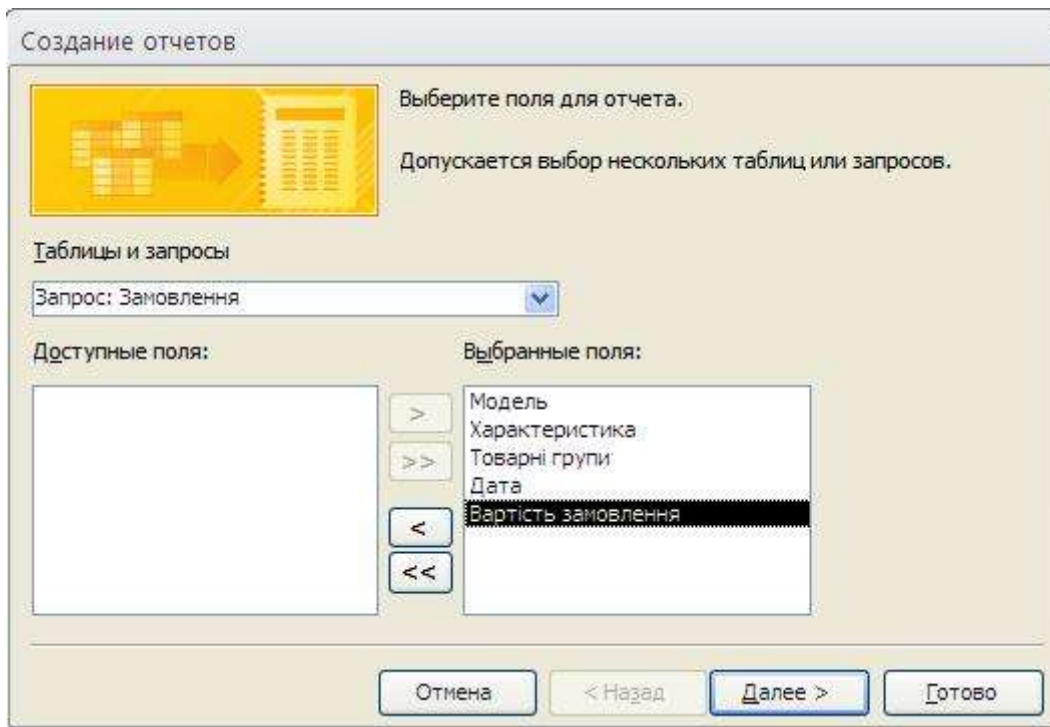 Создание отчетов
Выберите поля для отчета.
Допускается выбор нескольких таблиц или запросов.
Таблицы и запросы
Запрос: Замовлення
Доступные поля:
Выбранные поля:
>
>>
<
<<
Модель
Характеристика
Товарні групи
Дата
Вартість замовлення
Отмена
< Назад
Далее >
Готово